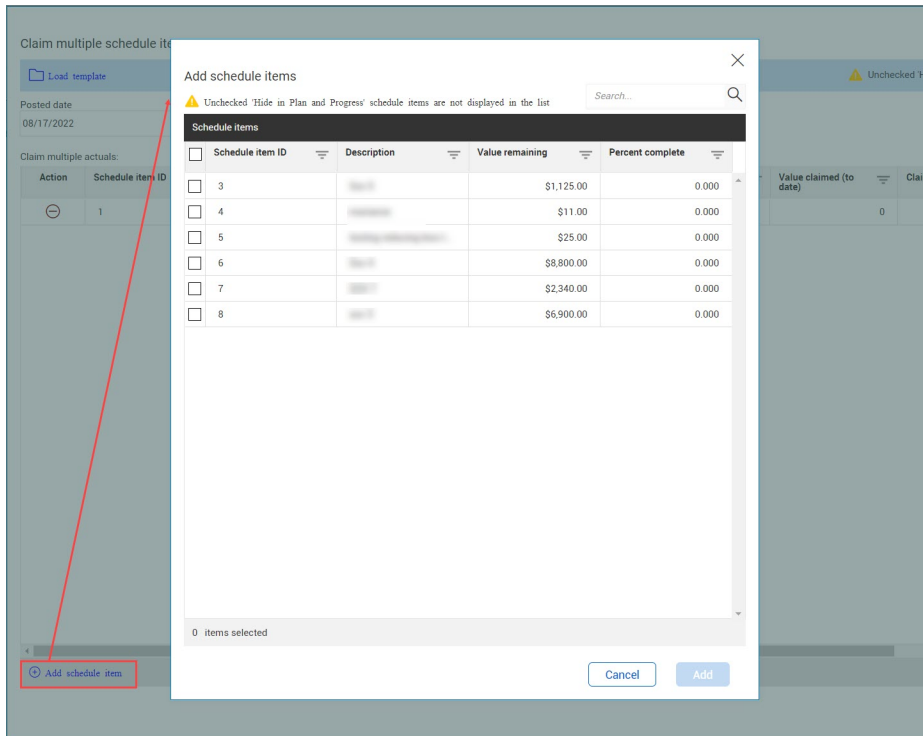 Claim multiple schedule ite
Load template
Unchecked 'H
Posted date
08/17/2022
Claim multiple actuals:
Action Schedule item ID Value claimed (to date) Clai
1 0
Add schedule item
Add schedule items
Unchecked 'Hide in Plan and Progress' schedule items are not displayed in the list
Search...
Schedule items
Schedule item ID Description Value remaining Percent complete
3 $1,125.00 0.000
4 $11.00 0.000
5 $25.00 0.000
6 $8,800.00 0.000
7 $2,340.00 0.000
8 $6,900.00 0.000
0 items selected
Cancel Add